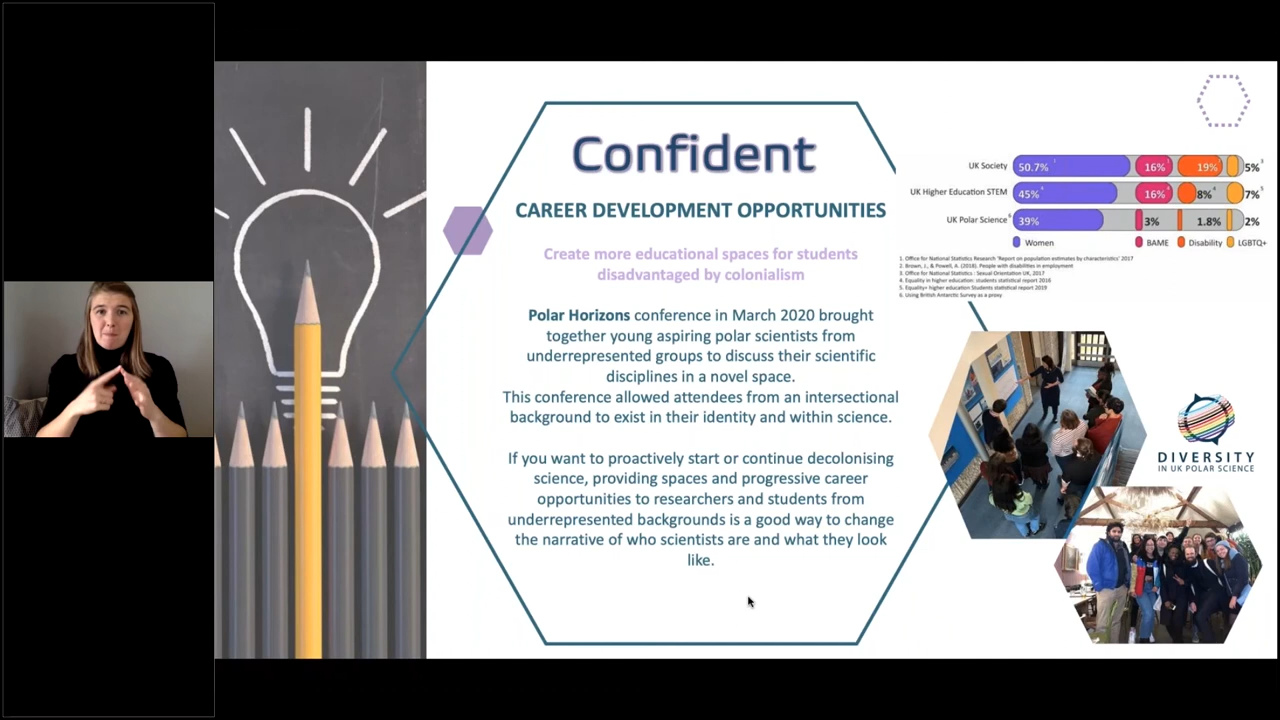 Confident
CAREER DEVELOPMENT OPPORTUNITIES
Create more educational spaces for students
disadvantaged by colonialism
Polar Horizons conference in March 2020 brought
together young aspiring polar scientists from
underrepresented groups to discuss their scientific
disciplines in a novel space.
This conference allowed attendees from an intersectional
background to exist in their identity and within science.
If you want to proactively start or continue decolonising
science, providing spaces and progressive career
opportunities to researchers and students from
underrepresented backgrounds is a good way to change
the narrative of who scientists are and what they look
like.
UK Society 50.7% 1 16% 1 19% 2 5% 3
UK Higher Education STEM 45% 4 16% 4 8% 4 7% 5
UK Polar Science 6 39% 3% 1.8% 2%
Women BAME Disability LGBTQ+
1. Office for National Statistics 'Report on population estimates by characteristics' 2017
2. Brown, J., & Powell, A. (2018). People with disabilities in employment
3. Office for National Statistics - Sexual Orientation UK, 2017
4. Equality in higher education: students statistical report 2016
5. Equality+ higher education Students statistical report 2019
6. Using British Antarctic Survey as a proxy
DIVERSITY
IN UK POLAR SCIENCE